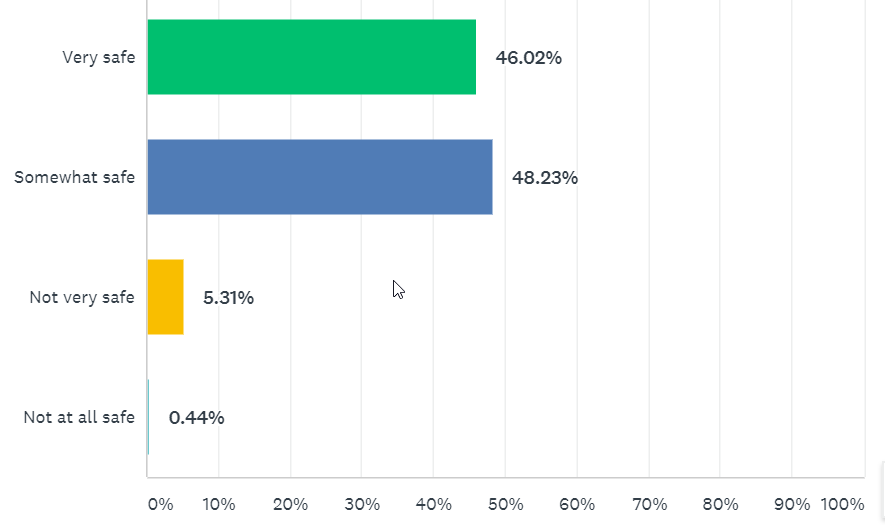 Very safe 46.02%
Somewhat safe 48.23%
Not very safe 5.31%
Not at all safe 0.44%
0% 10% 20% 30% 40% 50% 60% 70% 80% 90% 100%